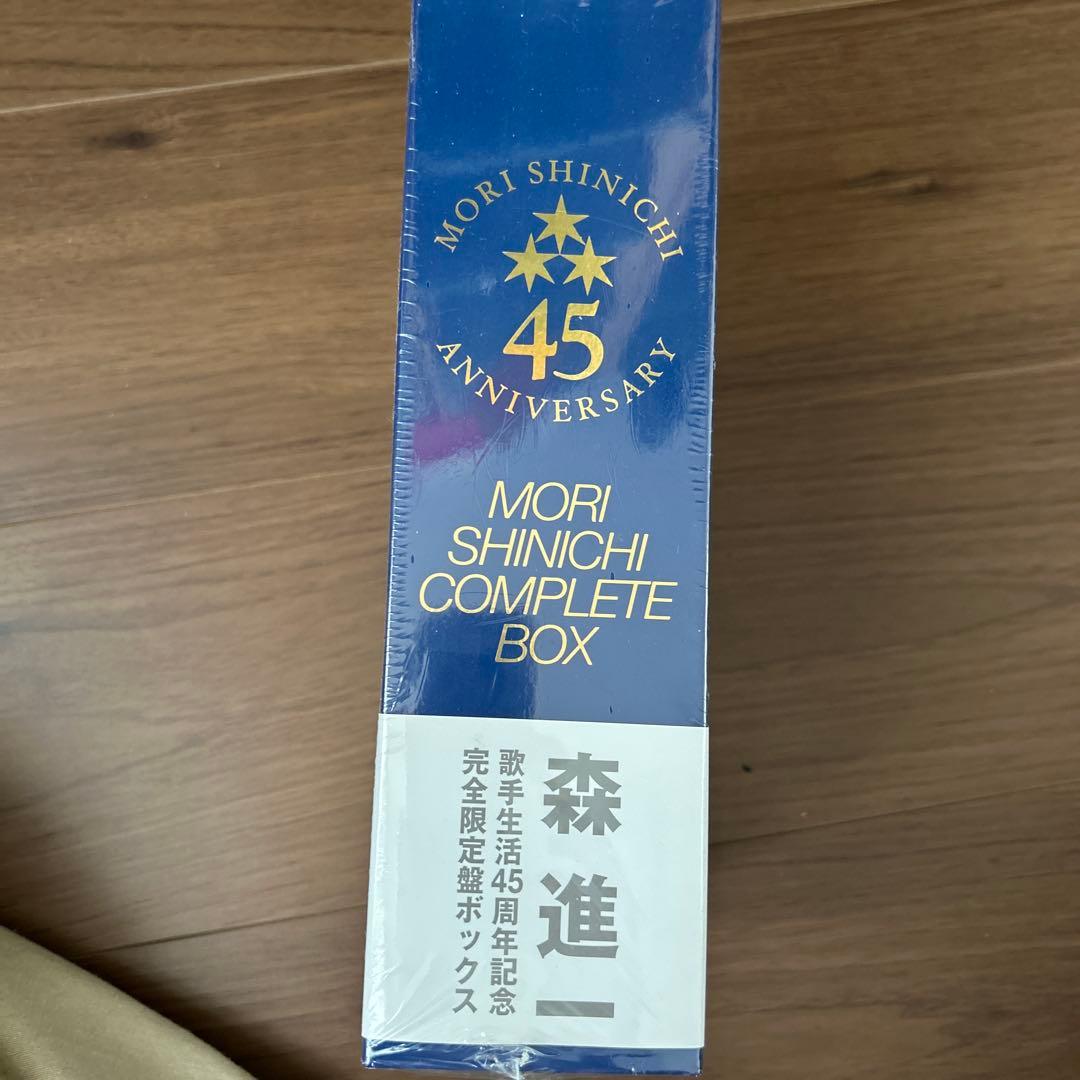 MORI SHINICHI
45
ANNIVERSARY
MORI
SHINICHI
COMPLETE
BOX
森進一
歌手生活45周年記念
完全限定盤ボックス